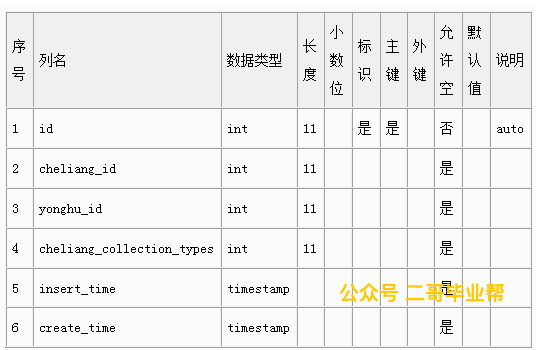 序号 列名 数据类型 长度 小数位 标识 主键 外键 允许空 默认值 说明
1 id int 11 是 是 否 auto
2 cheliang_id int 11 是
3 yonghu_id int 11 是
4 cheliang_collection_types int 11 是
5 insert_time timestamp 是
公众号 二哥毕业帮
6 create_time timestamp 是